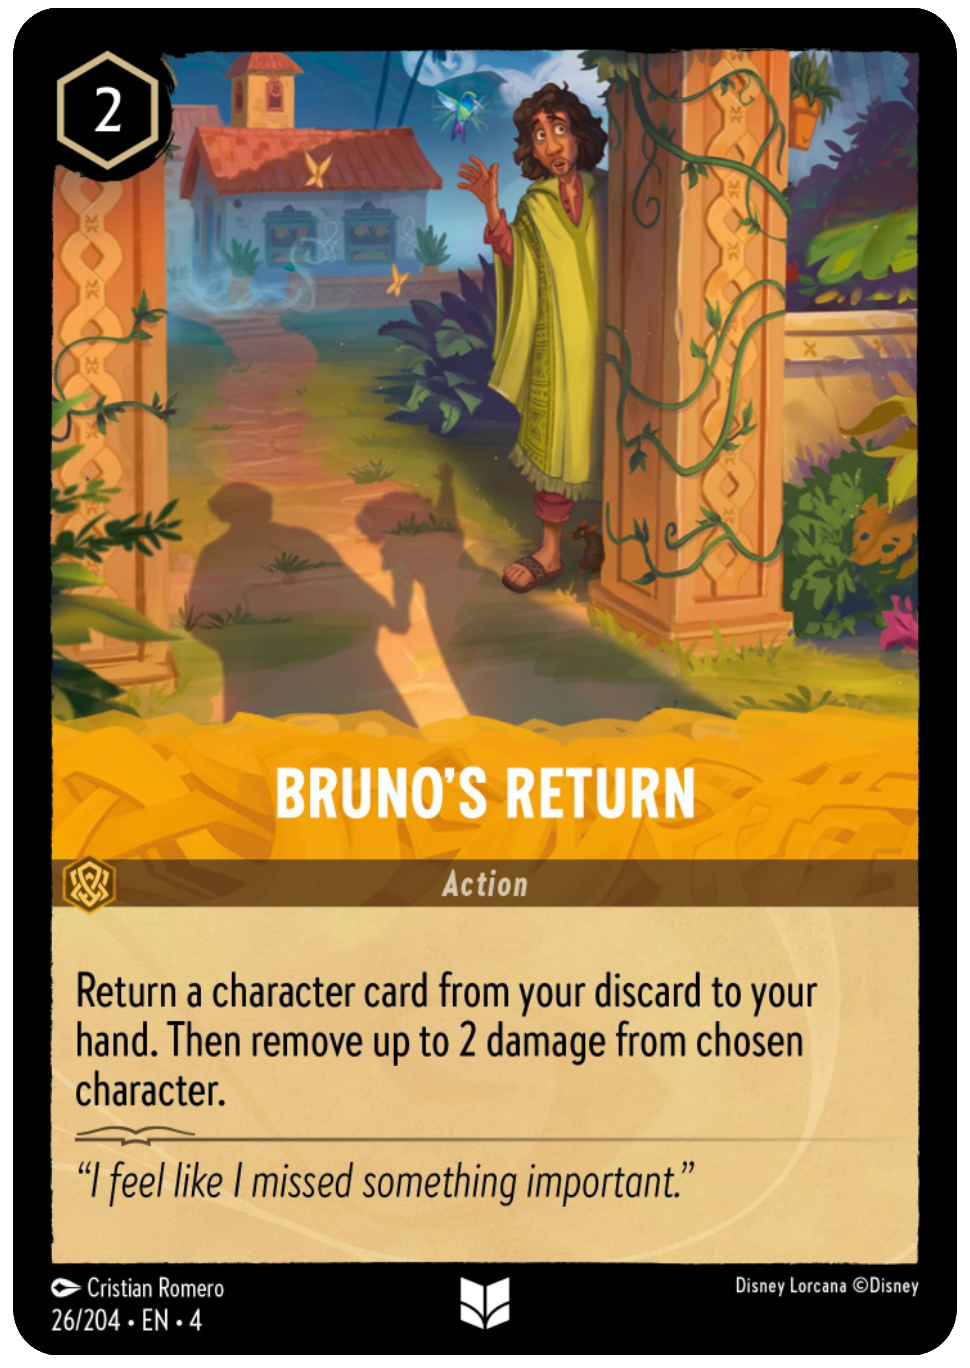 2
BRUNO'S RETURN
Action
Return a character card from your discard to your
hand. Then remove up to 2 damage from chosen
character.
“I feel like I missed something important.”
Cristian Romero
Disney Lorcana ©Disney
26/204 • EN • 4